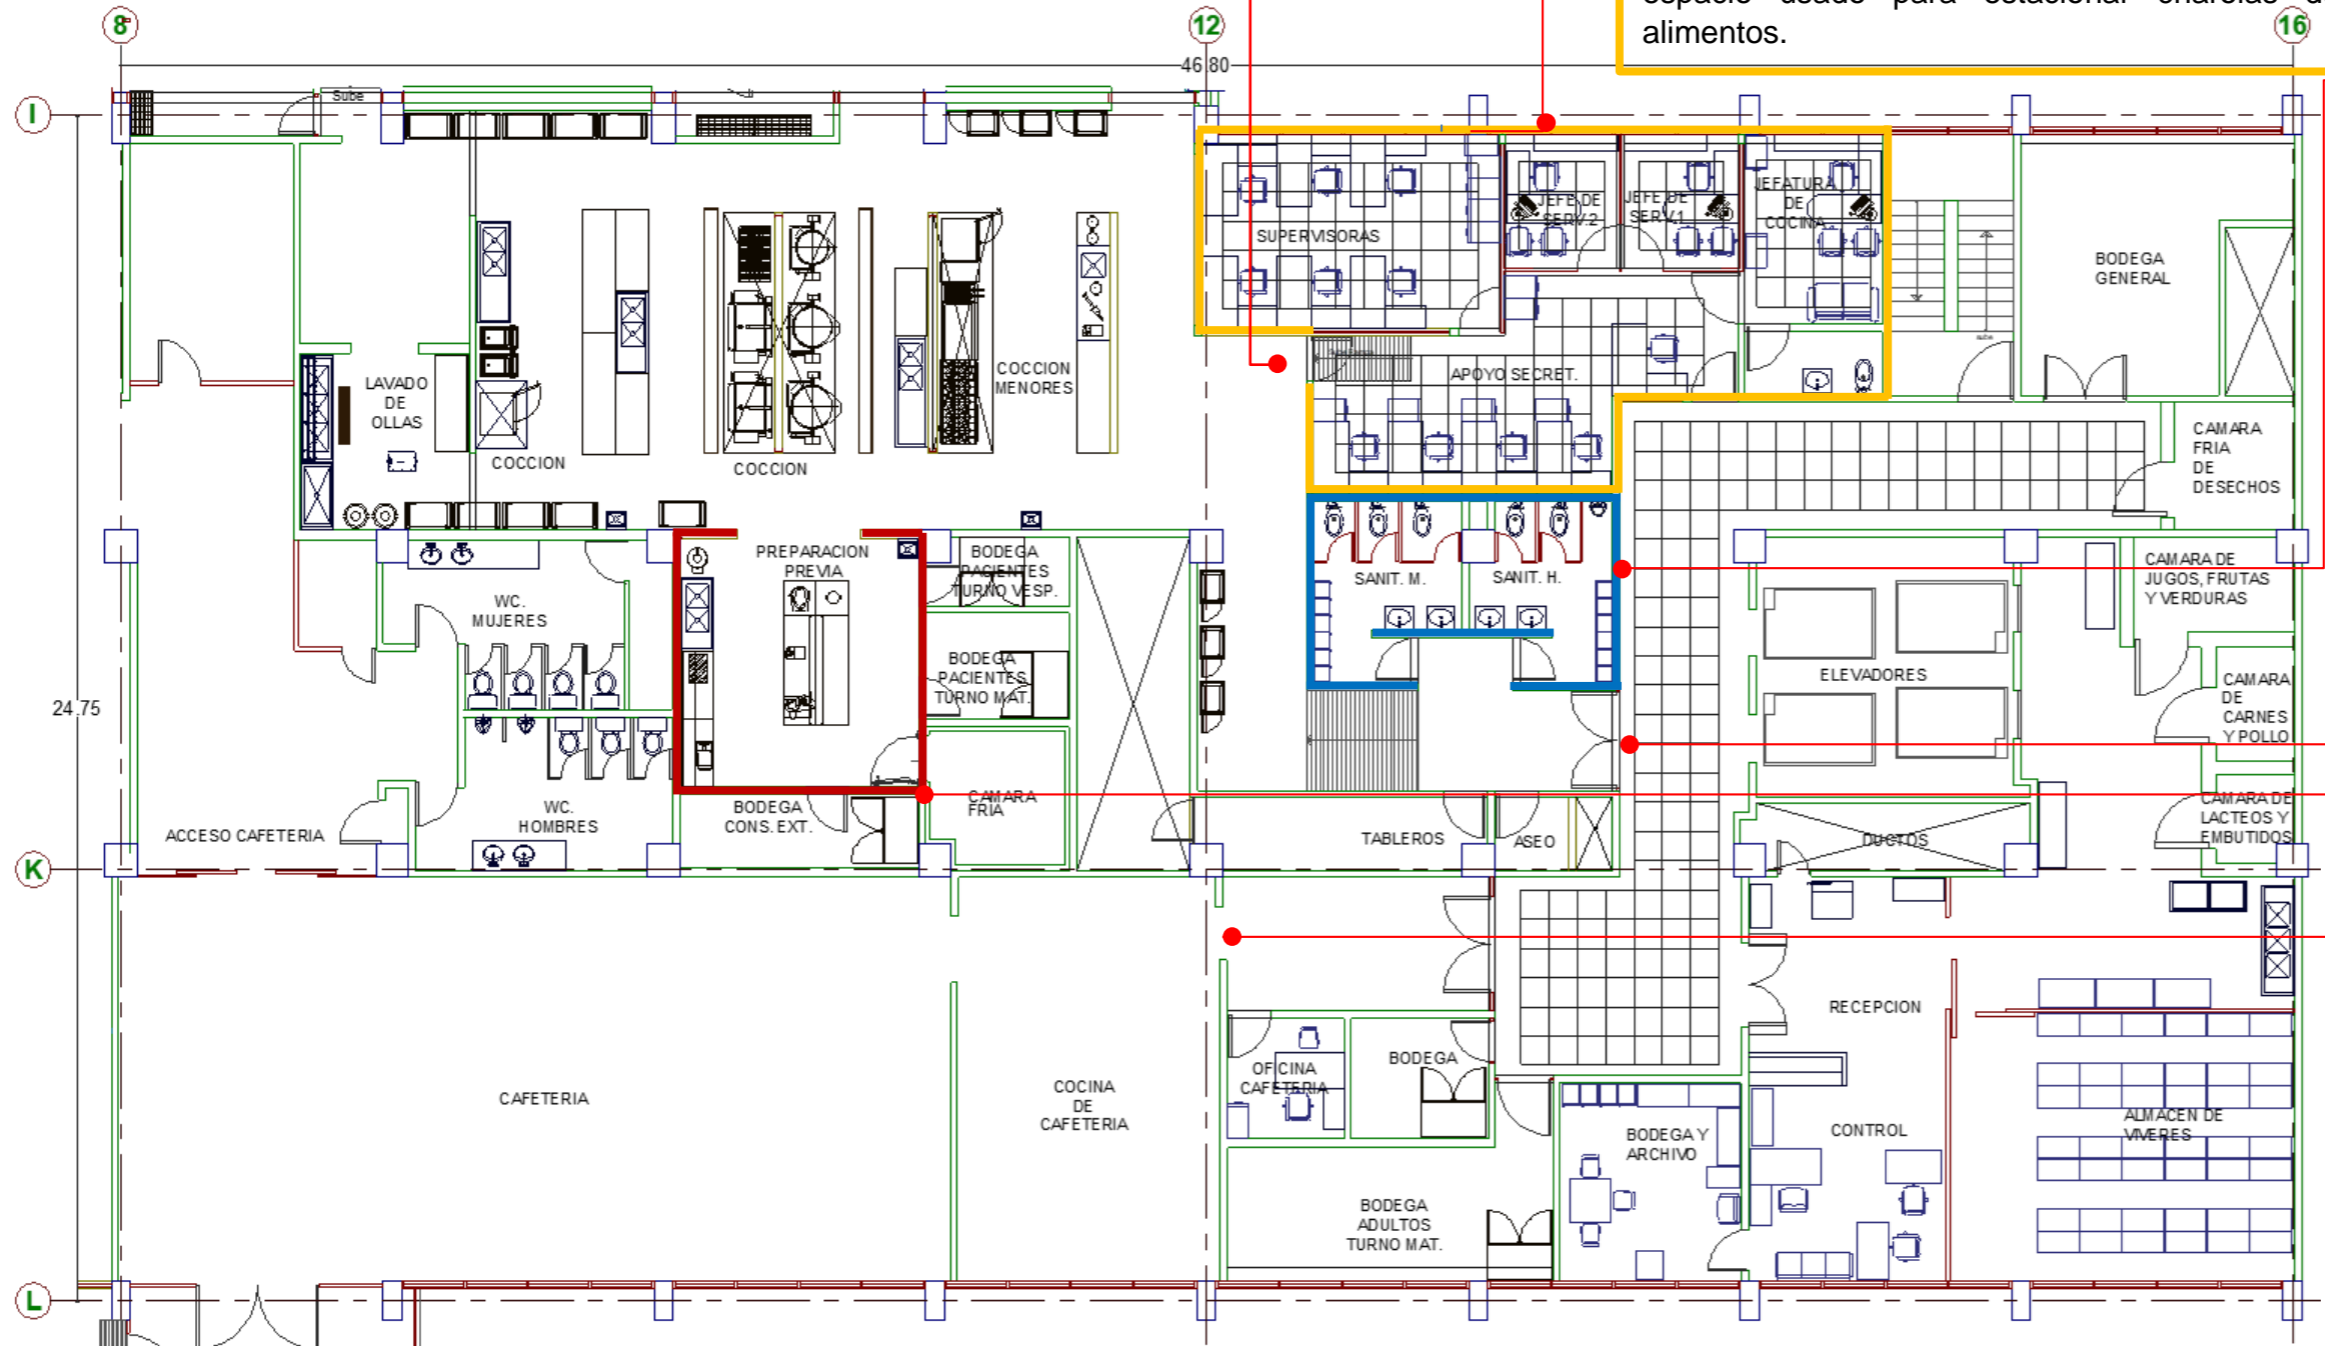 alimentos.
8
12
16
46.80
I
Sube
SUPERVISORAS
JEFE DE
SERV.2
JEFE DE
SERV.1
JEFATURA
DE
COCINA
BODEGA
GENERAL
LAVADO
DE
OLLAS
COCCION
COCCION
COCCION
MENORES
APOYO SECRET.
CAMARA
FRIA
DE
DESECHOS
PREPARACION
PREVIA
BODEGA
PACIENTES
TURNO VESP.
SANIT. M.
SANIT. H.
CAMARA DE
JUGOS, FRUTAS
Y VERDURAS
WC.
MUJERES
BODEGA
PACIENTES
TURNO MAT.
ELEVADORES
CAMARA
DE
CARNES
Y POLLO
24.75
WC.
HOMBRES
BODEGA
CONS. EXT.
CAMARA
FRIA
ACCESO CAFETERIA
TABLEROS
ASEO
DUCTOS
CAMARA DE
LACTEOS Y
EMBUTIDOS
K
RECEPCION
OFICINA
CAFETERIA
BODEGA
CAFETERIA
COCINA
DE
CAFETERIA
BODEGA Y
ARCHIVO
CONTROL
ALMACEN DE
VIVERES
BODEGA
ADULTOS
TURNO MAT.
L